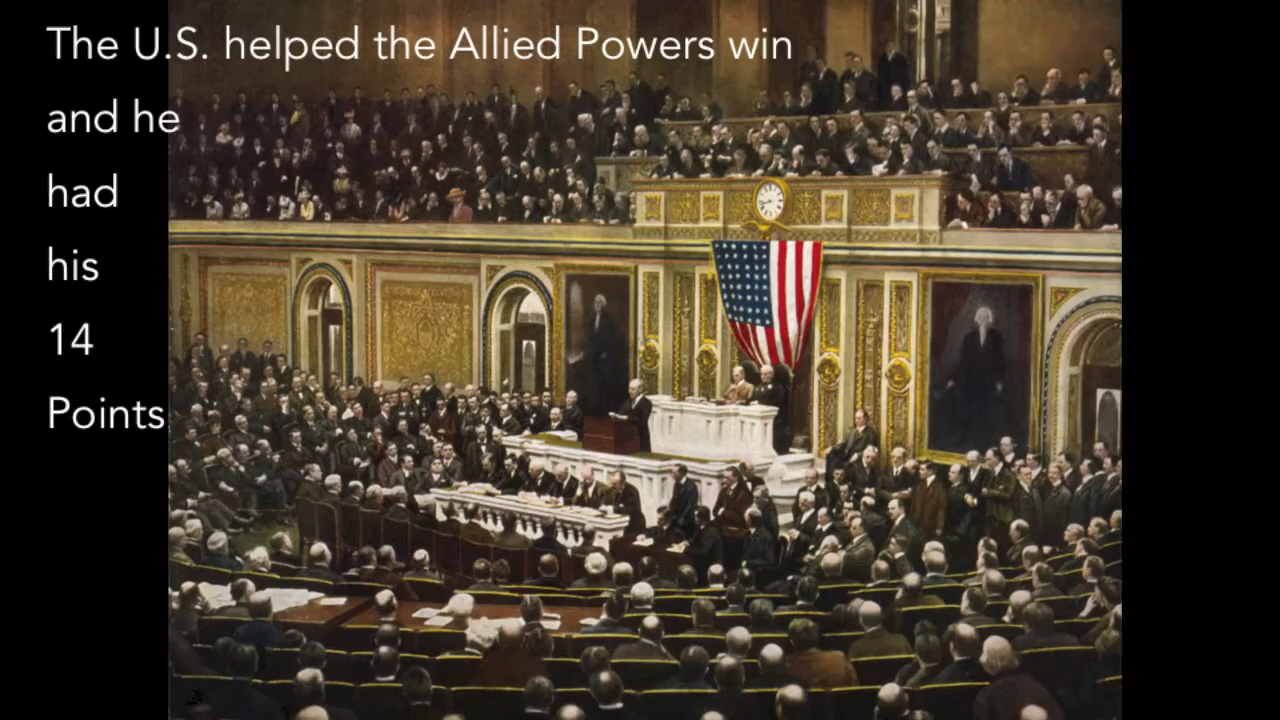 The U.S. helped the Allied Powers win
and he
had
his
14
Points